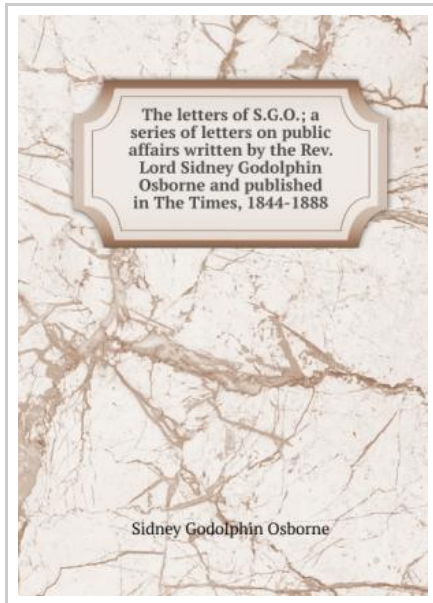 The letters of S.G.O.; a
series of letters on public
affairs written by the Rev.
Lord Sidney Godolphin
Osborne and published
in The Times, 1844-1888
Sidney Godolphin Osborne